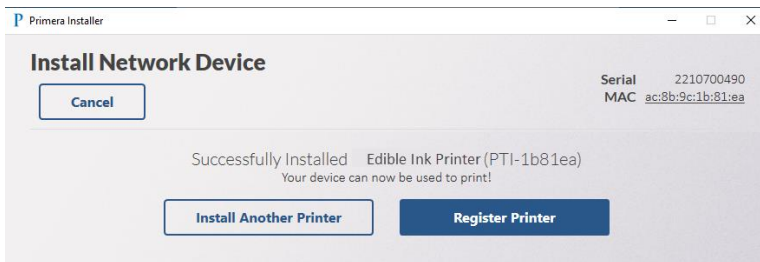 P Primera Installer
Install Network Device
Cancel
Serial 2210700490
MAC ac:8b:9c:1b:81:ea
Successfully Installed Edible Ink Printer (PTI-1b81ea)
Your device can now be used to print!
Install Another Printer
Register Printer